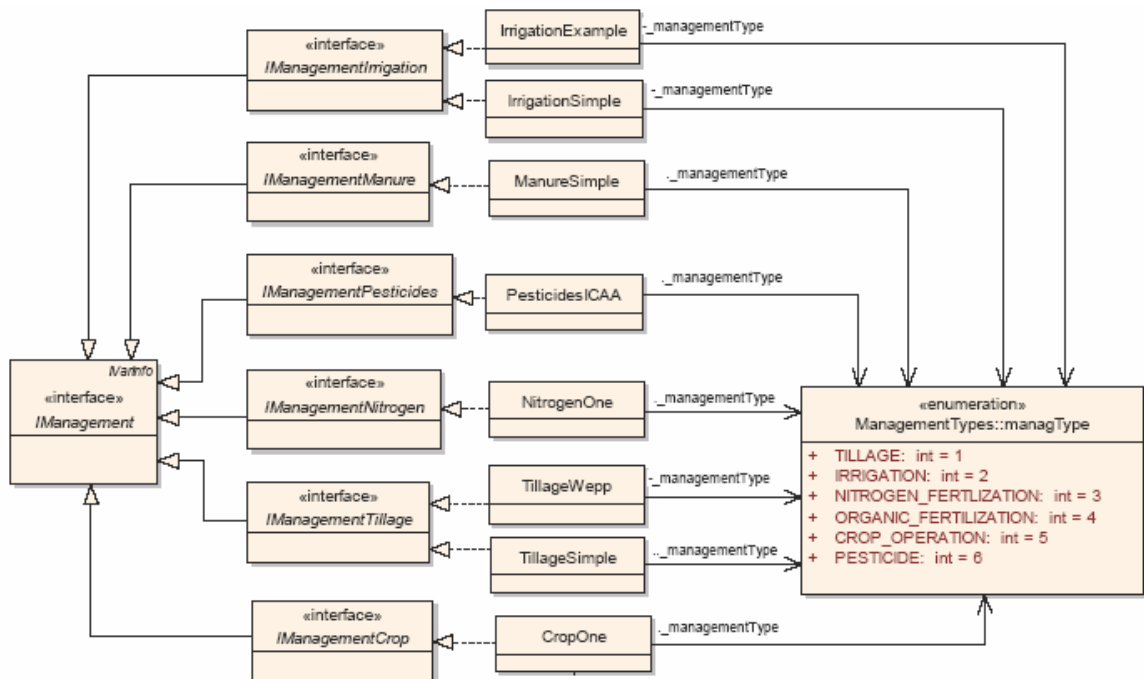 IrrigationExample
-_managementType
«interface»
IManagementIrrigation
IrrigationSimple
-_managementType
«interface»
IManagementManure
ManureSimple
._managementType
«interface»
IManagementPesticides
PesticidesICAA
._managementType
IVarInfo
«interface»
IManagement
«interface»
IManagementNitrogen
NitrogenOne
._managementType
«enumeration»
ManagementTypes::managType
+ TILLAGE: int = 1
+ IRRIGATION: int = 2
+ NITROGEN_FERTLIZATION: int = 3
+ ORGANIC_FERTILIZATION: int = 4
+ CROP_OPERATION: int = 5
+ PESTICIDE: int = 6
«interface»
IManagementTillage
TillageWepp
-_managementType
TillageSimple
.._managementType
«interface»
IManagementCrop
CropOne
._managementType